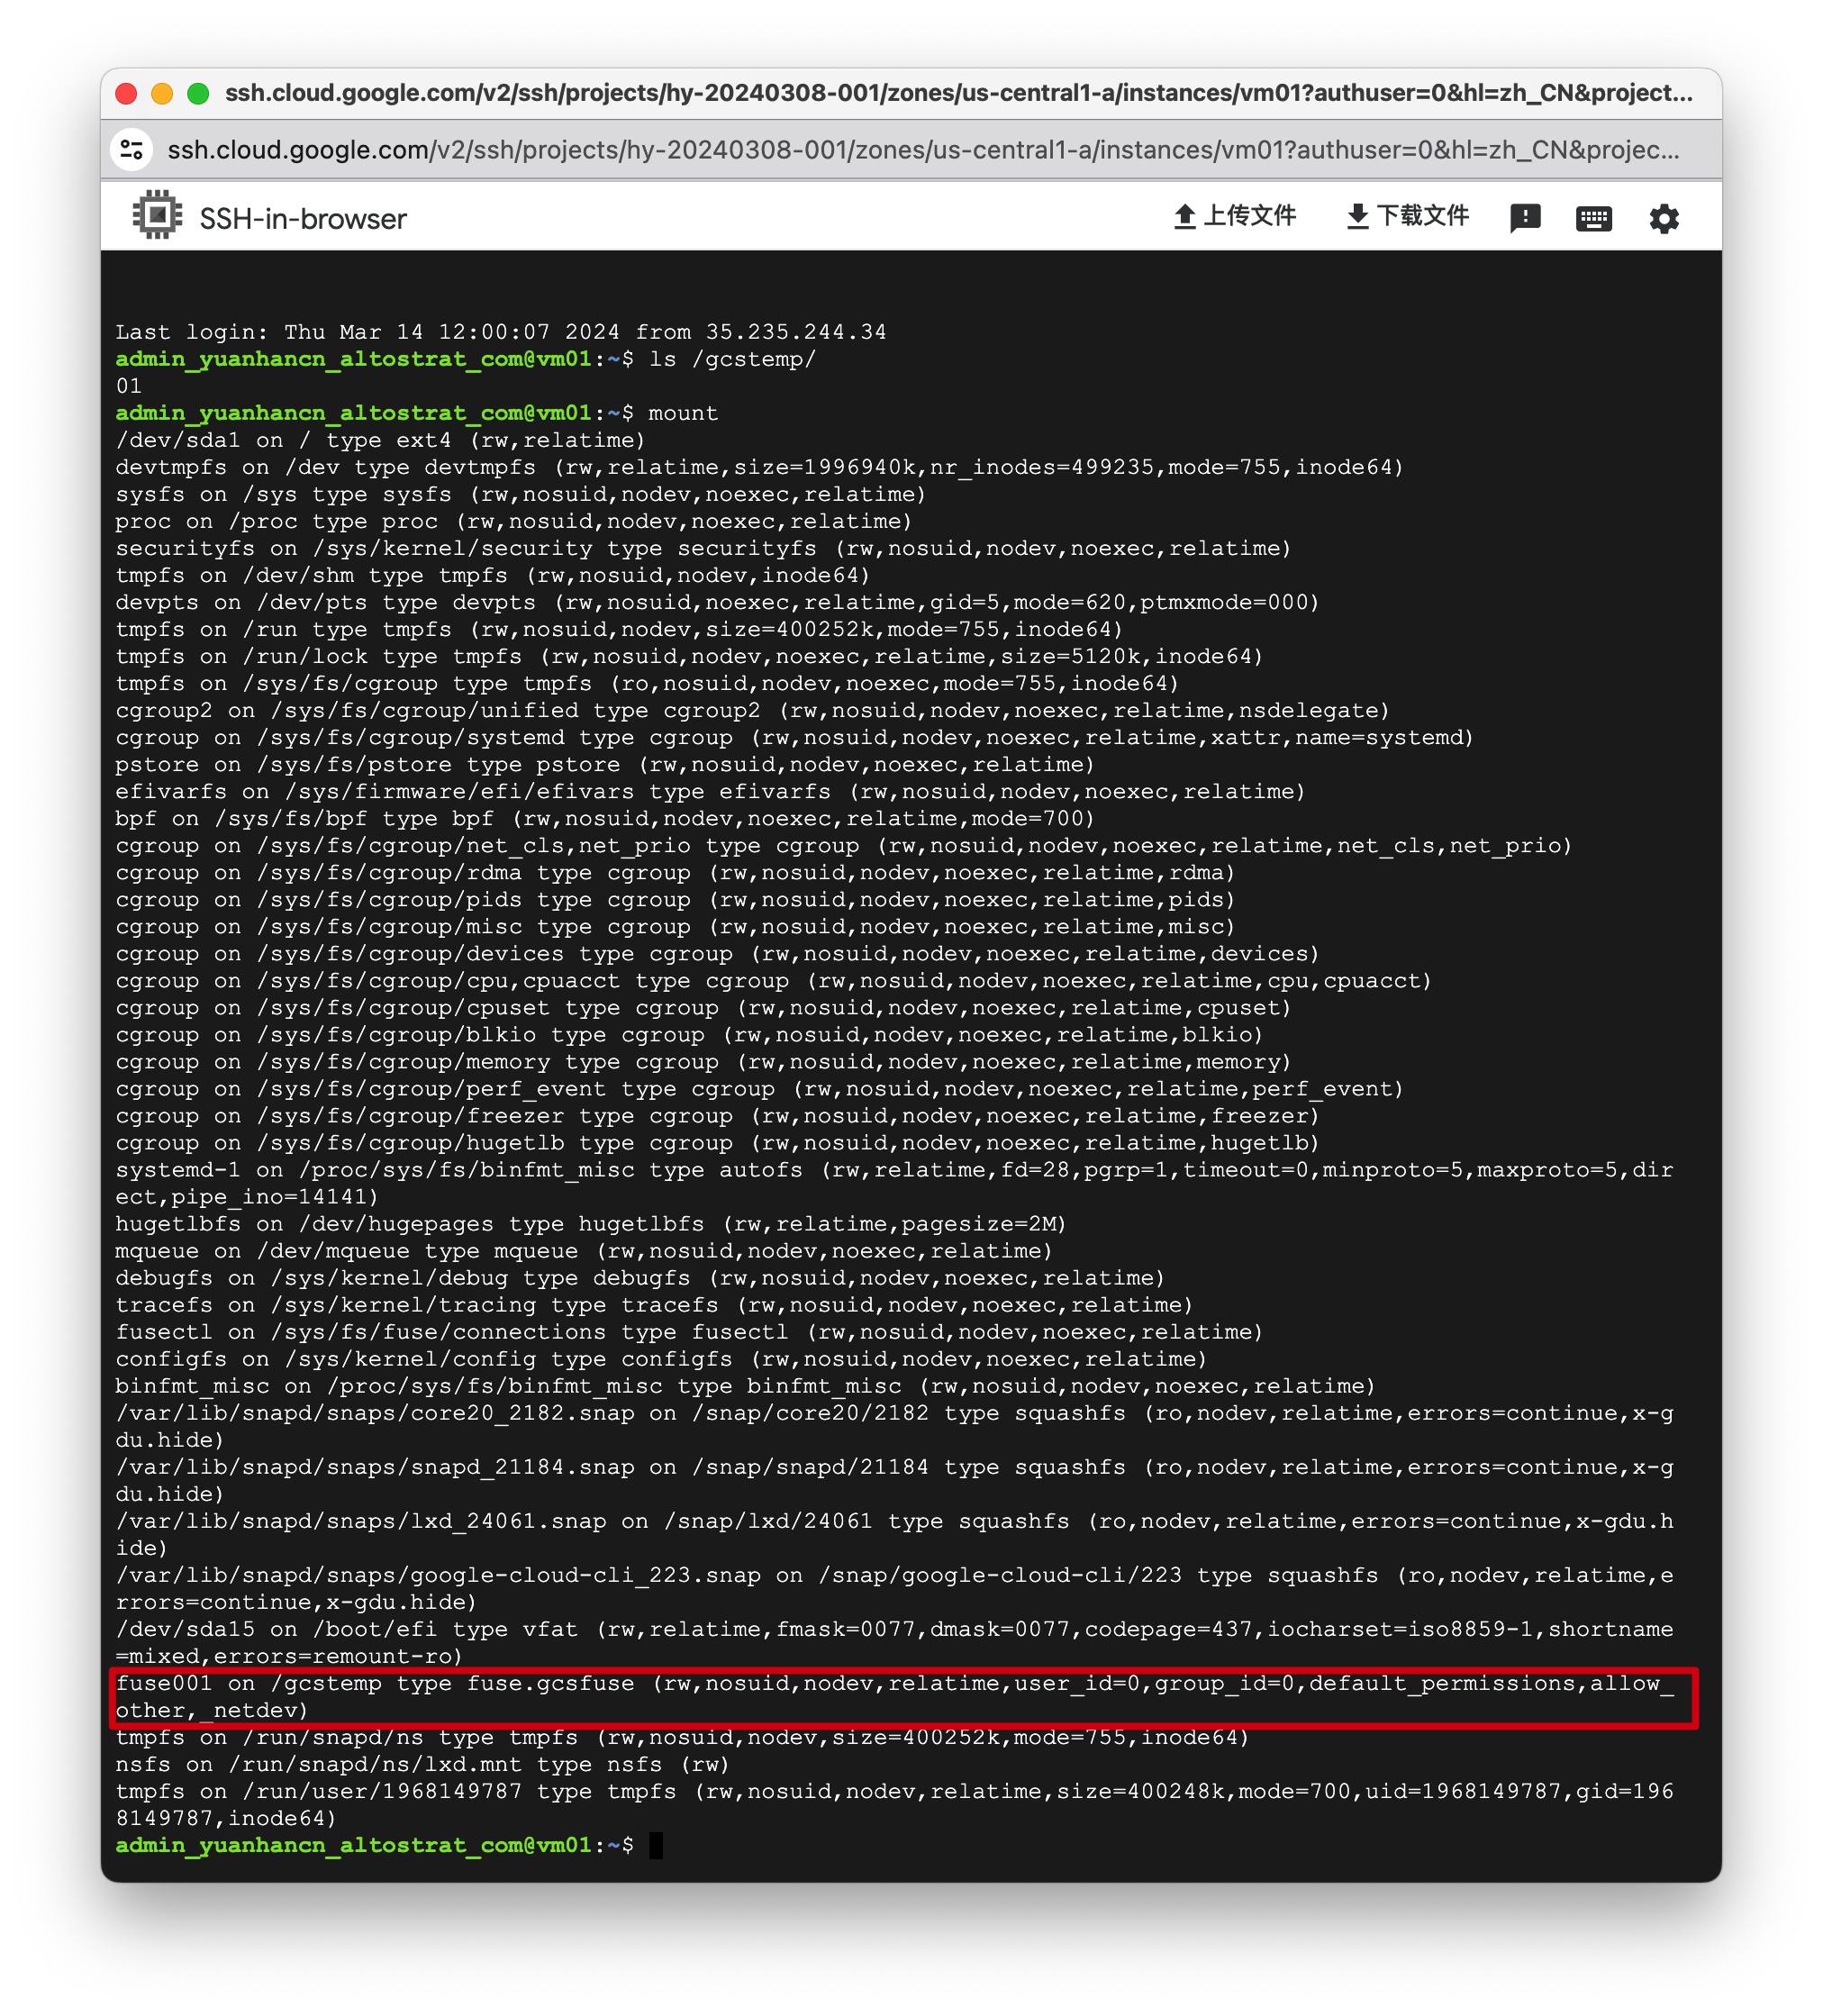 ssh.cloud.google.com/v2/ssh/projects/hy-20240308-001/zones/us-central1-a/instances/vm01?authuser=0&hl=zh_CN&project...
ssh.cloud.google.com/v2/ssh/projects/hy-20240308-001/zones/us-central1-a/instances/vm01?authuser=0&hl=zh_CN&projec...
SSH-in-browser 上传文件 下载文件
Last login: Thu Mar 14 12:00:07 2024 from 35.235.244.34
admin_yuanhancn_altostrat_com@vm01:~$ ls /gcstemp/
01
admin_yuanhancn_altostrat_com@vm01:~$ mount
/dev/sda1 on / type ext4 (rw,relatime)
devtmpfs on /dev type devtmpfs (rw,relatime,size=1996940k,nr_inodes=499235,mode=755,inode64)
sysfs on /sys type sysfs (rw,nosuid,nodev,noexec,relatime)
proc on /proc type proc (rw,nosuid,nodev,noexec,relatime)
securityfs on /sys/kernel/security type securityfs (rw,nosuid,nodev,noexec,relatime)
tmpfs on /dev/shm type tmpfs (rw,nosuid,nodev,inode64)
devpts on /dev/pts type devpts (rw,nosuid,noexec,relatime,gid=5,mode=620,ptmxmode=000)
tmpfs on /run type tmpfs (rw,nosuid,nodev,size=400252k,mode=755,inode64)
tmpfs on /run/lock type tmpfs (rw,nosuid,nodev,noexec,relatime,size=5120k,inode64)
tmpfs on /sys/fs/cgroup type tmpfs (ro,nosuid,nodev,noexec,mode=755,inode64)
cgroup2 on /sys/fs/cgroup/unified type cgroup2 (rw,nosuid,nodev,noexec,relatime,nsdelegate)
cgroup on /sys/fs/cgroup/systemd type cgroup (rw,nosuid,nodev,noexec,relatime,xattr,name=systemd)
pstore on /sys/fs/pstore type pstore (rw,nosuid,nodev,noexec,relatime)
efivarfs on /sys/firmware/efi/efivars type efivarfs (rw,nosuid,nodev,noexec,relatime)
bpf on /sys/fs/bpf type bpf (rw,nosuid,nodev,noexec,relatime,mode=700)
cgroup on /sys/fs/cgroup/net_cls,net_prio type cgroup (rw,nosuid,nodev,noexec,relatime,net_cls,net_prio)
cgroup on /sys/fs/cgroup/rdma type cgroup (rw,nosuid,nodev,noexec,relatime,rdma)
cgroup on /sys/fs/cgroup/pids type cgroup (rw,nosuid,nodev,noexec,relatime,pids)
cgroup on /sys/fs/cgroup/misc type cgroup (rw,nosuid,nodev,noexec,relatime,misc)
cgroup on /sys/fs/cgroup/devices type cgroup (rw,nosuid,nodev,noexec,relatime,devices)
cgroup on /sys/fs/cgroup/cpu,cpuacct type cgroup (rw,nosuid,nodev,noexec,relatime,cpu,cpuacct)
cgroup on /sys/fs/cgroup/cpuset type cgroup (rw,nosuid,nodev,noexec,relatime,cpuset)
cgroup on /sys/fs/cgroup/blkio type cgroup (rw,nosuid,nodev,noexec,relatime,blkio)
cgroup on /sys/fs/cgroup/memory type cgroup (rw,nosuid,nodev,noexec,relatime,memory)
cgroup on /sys/fs/cgroup/perf_event type cgroup (rw,nosuid,nodev,noexec,relatime,perf_event)
cgroup on /sys/fs/cgroup/freezer type cgroup (rw,nosuid,nodev,noexec,relatime,freezer)
cgroup on /sys/fs/cgroup/hugetlb type cgroup (rw,nosuid,nodev,noexec,relatime,hugetlb)
systemd-1 on /proc/sys/fs/binfmt_misc type autofs (rw,relatime,fd=28,pgrp=1,timeout=0,minproto=5,maxproto=5,dir
ect,pipe_ino=14141)
hugetlbfs on /dev/hugepages type hugetlbfs (rw,relatime,pagesize=2M)
mqueue on /dev/mqueue type mqueue (rw,nosuid,nodev,noexec,relatime)
debugfs on /sys/kernel/debug type debugfs (rw,nosuid,nodev,noexec,relatime)
tracefs on /sys/kernel/tracing type tracefs (rw,nosuid,nodev,noexec,relatime)
fusectl on /sys/fs/fuse/connections type fusectl (rw,nosuid,nodev,noexec,relatime)
configfs on /sys/kernel/config type configfs (rw,nosuid,nodev,noexec,relatime)
binfmt_misc on /proc/sys/fs/binfmt_misc type binfmt_misc (rw,nosuid,nodev,noexec,relatime)
/var/lib/snapd/snaps/core20_2182.snap on /snap/core20/2182 type squashfs (ro,nodev,relatime,errors=continue,x-g
du.hide)
/var/lib/snapd/snaps/snapd_21184.snap on /snap/snapd/21184 type squashfs (ro,nodev,relatime,errors=continue,x-g
du.hide)
/var/lib/snapd/snaps/lxd_24061.snap on /snap/lxd/24061 type squashfs (ro,nodev,relatime,errors=continue,x-gdu.h
ide)
/var/lib/snapd/snaps/google-cloud-cli_223.snap on /snap/google-cloud-cli/223 type squashfs (ro,nodev,relatime,e
rrors=continue,x-gdu.hide)
/dev/sda15 on /boot/efi type vfat (rw,relatime,fmask=0077,dmask=0077,codepage=437,iocharset=iso8859-1,shortname
=mixed,errors=remount-ro)
fuse001 on /gcstemp type fuse.gcsfuse (rw,nosuid,nodev,relatime,user_id=0,group_id=0,default_permissions,allow_
other,_netdev)
tmpfs on /run/snapd/ns type tmpfs (rw,nosuid,nodev,size=400252k,mode=755,inode64)
nsfs on /run/snapd/ns/lxd.mnt type nsfs (rw)
tmpfs on /run/user/1968149787 type tmpfs (rw,nosuid,nodev,relatime,size=400248k,mode=700,uid=1968149787,gid=196
8149787,inode64)
admin_yuanhancn_altostrat_com@vm01:~$